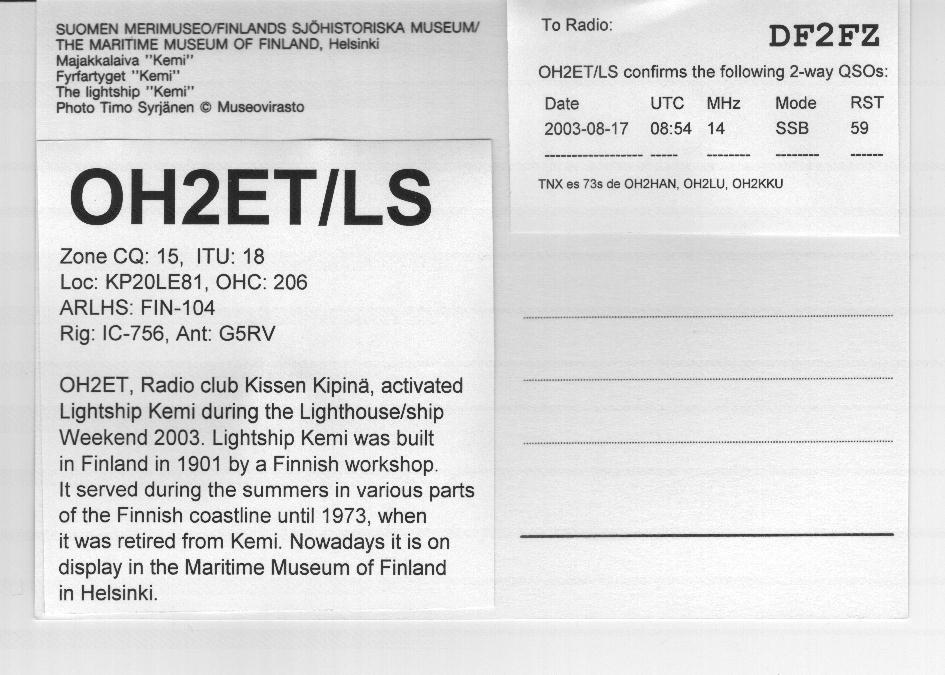 SUOMEN MERIMUSEO/FINLANDS SJÖHISTORISKA MUSEUM/
THE MARITIME MUSEUM OF FINLAND, Helsinki
Majakkalaiva "Kemi"
Fyrfartyget "Kemi"
The lightship "Kemi"
Photo Timo Syrjänen © Museovirasto
OH2ET/LS
Zone CQ: 15, ITU: 18
Loc: KP20LE81, OHC: 206
ARLHS: FIN-104
Rig: IC-756, Ant: G5RV
OH2ET, Radio club Kissen Kipinä, activated
Lightship Kemi during the Lighthouse/ship
Weekend 2003. Lightship Kemi was built
in Finland in 1901 by a Finnish workshop.
It served during the summers in various parts
of the Finnish coastline until 1973, when
it was retired from Kemi. Nowadays it is on
display in the Maritime Museum of Finland
in Helsinki.
To Radio: DF2FZ
OH2ET/LS confirms the following 2-way QSOs:
Date UTC MHz Mode RST
2003-08-17 08:54 14 SSB 59
------------------ ----- -------- -------- ------
TNX es 73s de OH2HAN, OH2LU, OH2KKU